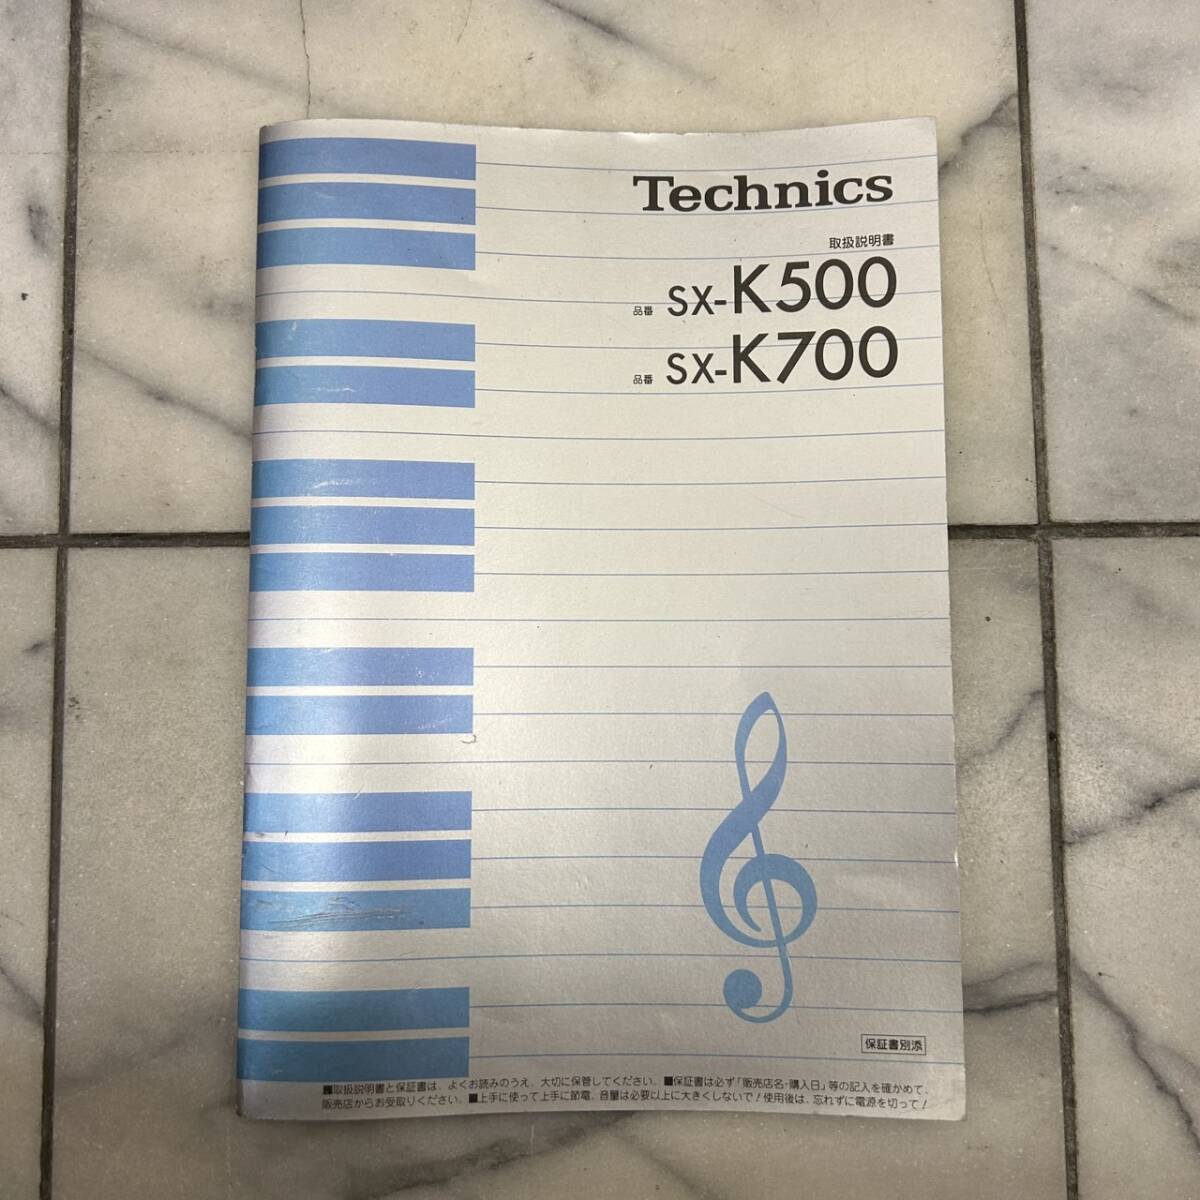 Technics
取扱説明書
品番 SX-K500
品番 SX-K700
保証書別添
■取扱説明書と保証書は、よくお読みのうえ、大切に保管してください。■保証書は必ず「販売店名・購入日」等の記入を確かめて、
販売店からお受取りください。■上手に使って上手に節電、音量は必要以上に大きくしないで！使用後は、忘れずに電源を切って！